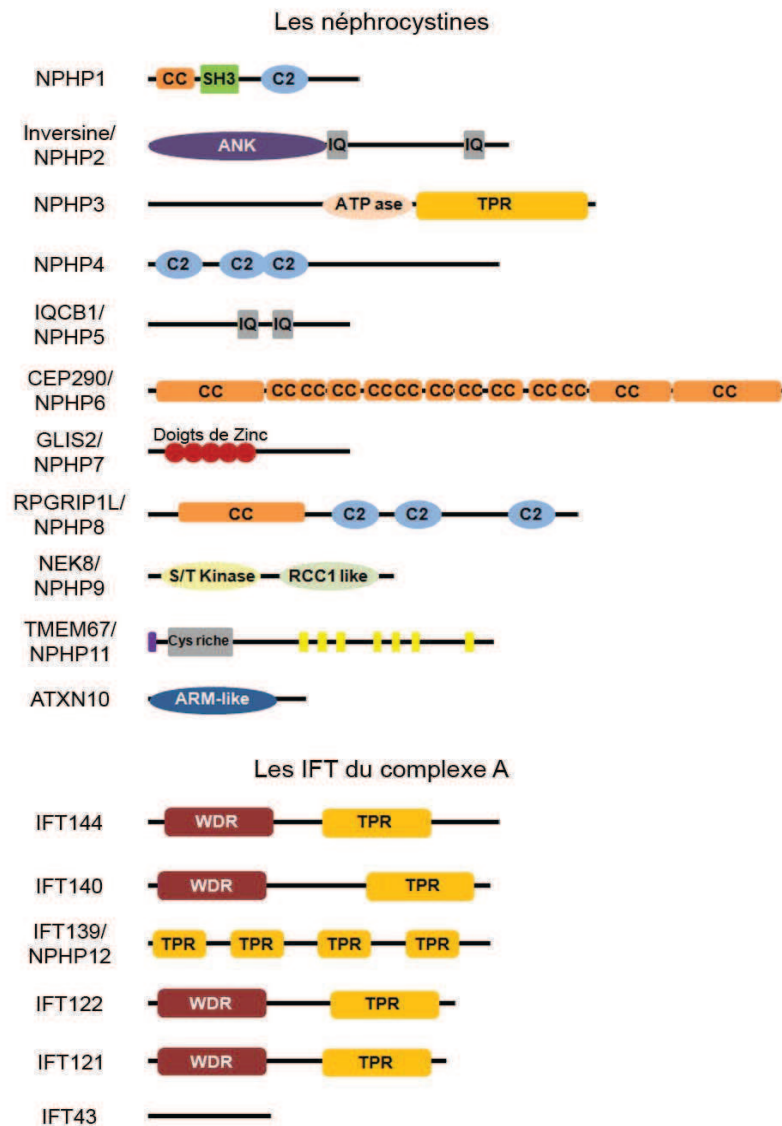 Les néphrocystines
NPHP1 CC SH3 C2
Inversine/
NPHP2 ANK IQ IQ
NPHP3 ATP ase TPR
NPHP4 C2 C2 C2
IQCB1/
NPHP5 IQ IQ
CEP290/
NPHP6 CC CC CC CC CC CC CC CC CC CC CC CC CC
GLIS2/ Doigts de Zinc
NPHP7
RPGRIP1L/
NPHP8 CC C2 C2 C2
NEK8/
NPHP9 S/T Kinase RCC1 like
TMEM67/
NPHP11 Cys riche
ATXN10 ARM-like
Les IFT du complexe A
IFT144 WDR TPR
IFT140 WDR TPR
IFT139/
NPHP12 TPR TPR TPR TPR
IFT122 WDR TPR
IFT121 WDR TPR
IFT43